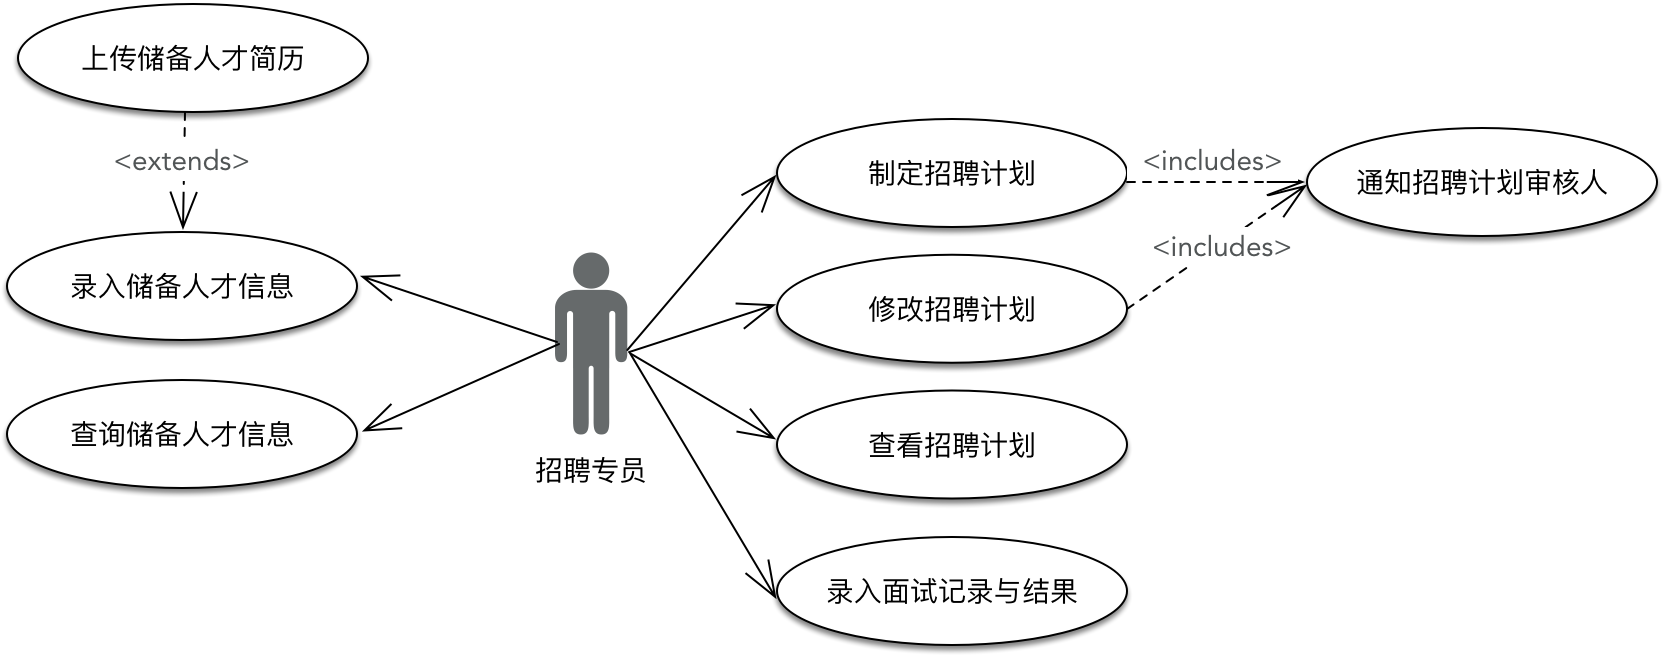 上传储备人才简历
<extends>
录入储备人才信息
查询储备人才信息
招聘专员
制定招聘计划
<includes>
通知招聘计划审核人
修改招聘计划
<includes>
查看招聘计划
录入面试记录与结果